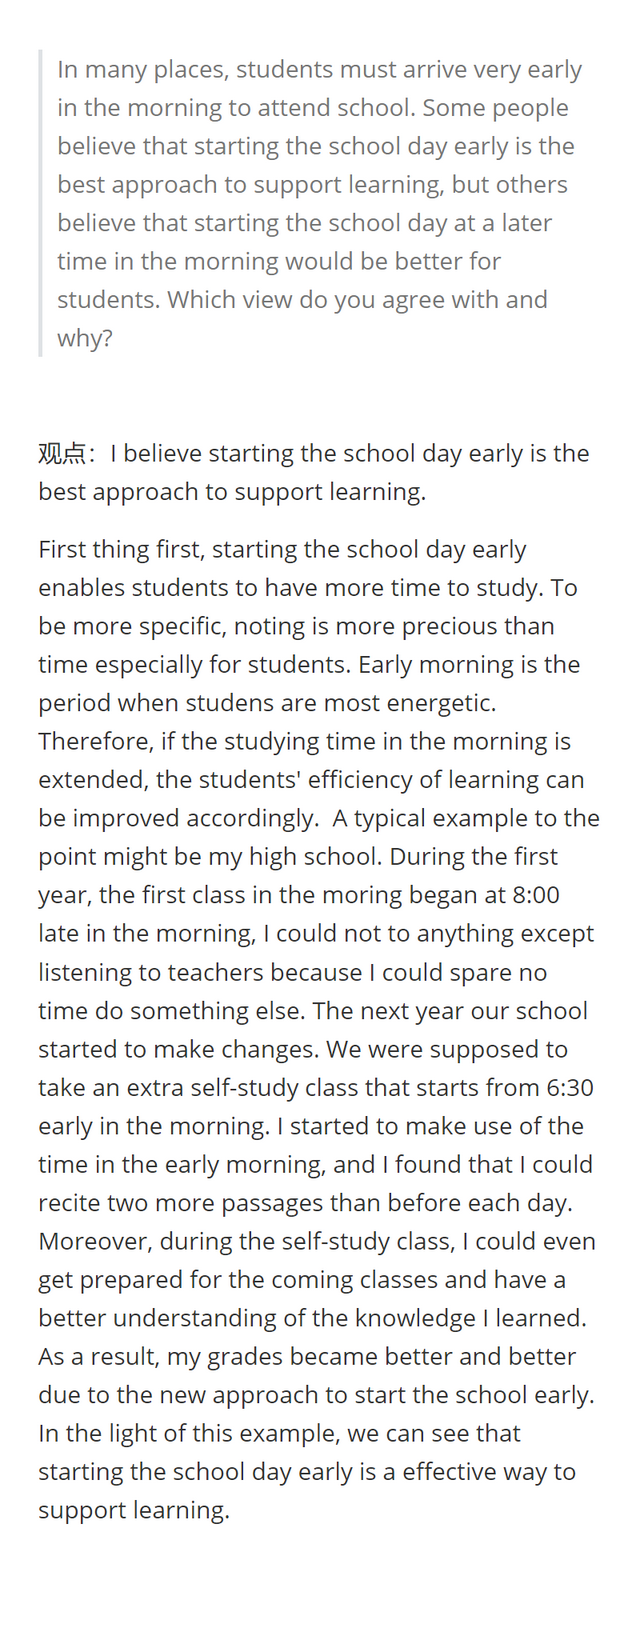 In many places, students must arrive very early
in the morning to attend school. Some people
believe that starting the school day early is the
best approach to support learning, but others
believe that starting the school day at a later
time in the morning would be better for
students. Which view do you agree with and
why?
观点：I believe starting the school day early is the
best approach to support learning.
First thing first, starting the school day early
enables students to have more time to study. To
be more specific, noting is more precious than
time especially for students. Early morning is the
period when studens are most energetic.
Therefore, if the studying time in the morning is
extended, the students' efficiency of learning can
be improved accordingly.  A typical example to the
point might be my high school. During the first
year, the first class in the moring began at 8:00
late in the morning, I could not to anything except
listening to teachers because I could spare no
time do something else. The next year our school
started to make changes. We were supposed to
take an extra self-study class that starts from 6:30
early in the morning. I started to make use of the
time in the early morning, and I found that I could
recite two more passages than before each day.
Moreover, during the self-study class, I could even
get prepared for the coming classes and have a
better understanding of the knowledge I learned.
As a result, my grades became better and better
due to the new approach to start the school early.
In the light of this example, we can see that
starting the school day early is a effective way to
support learning.